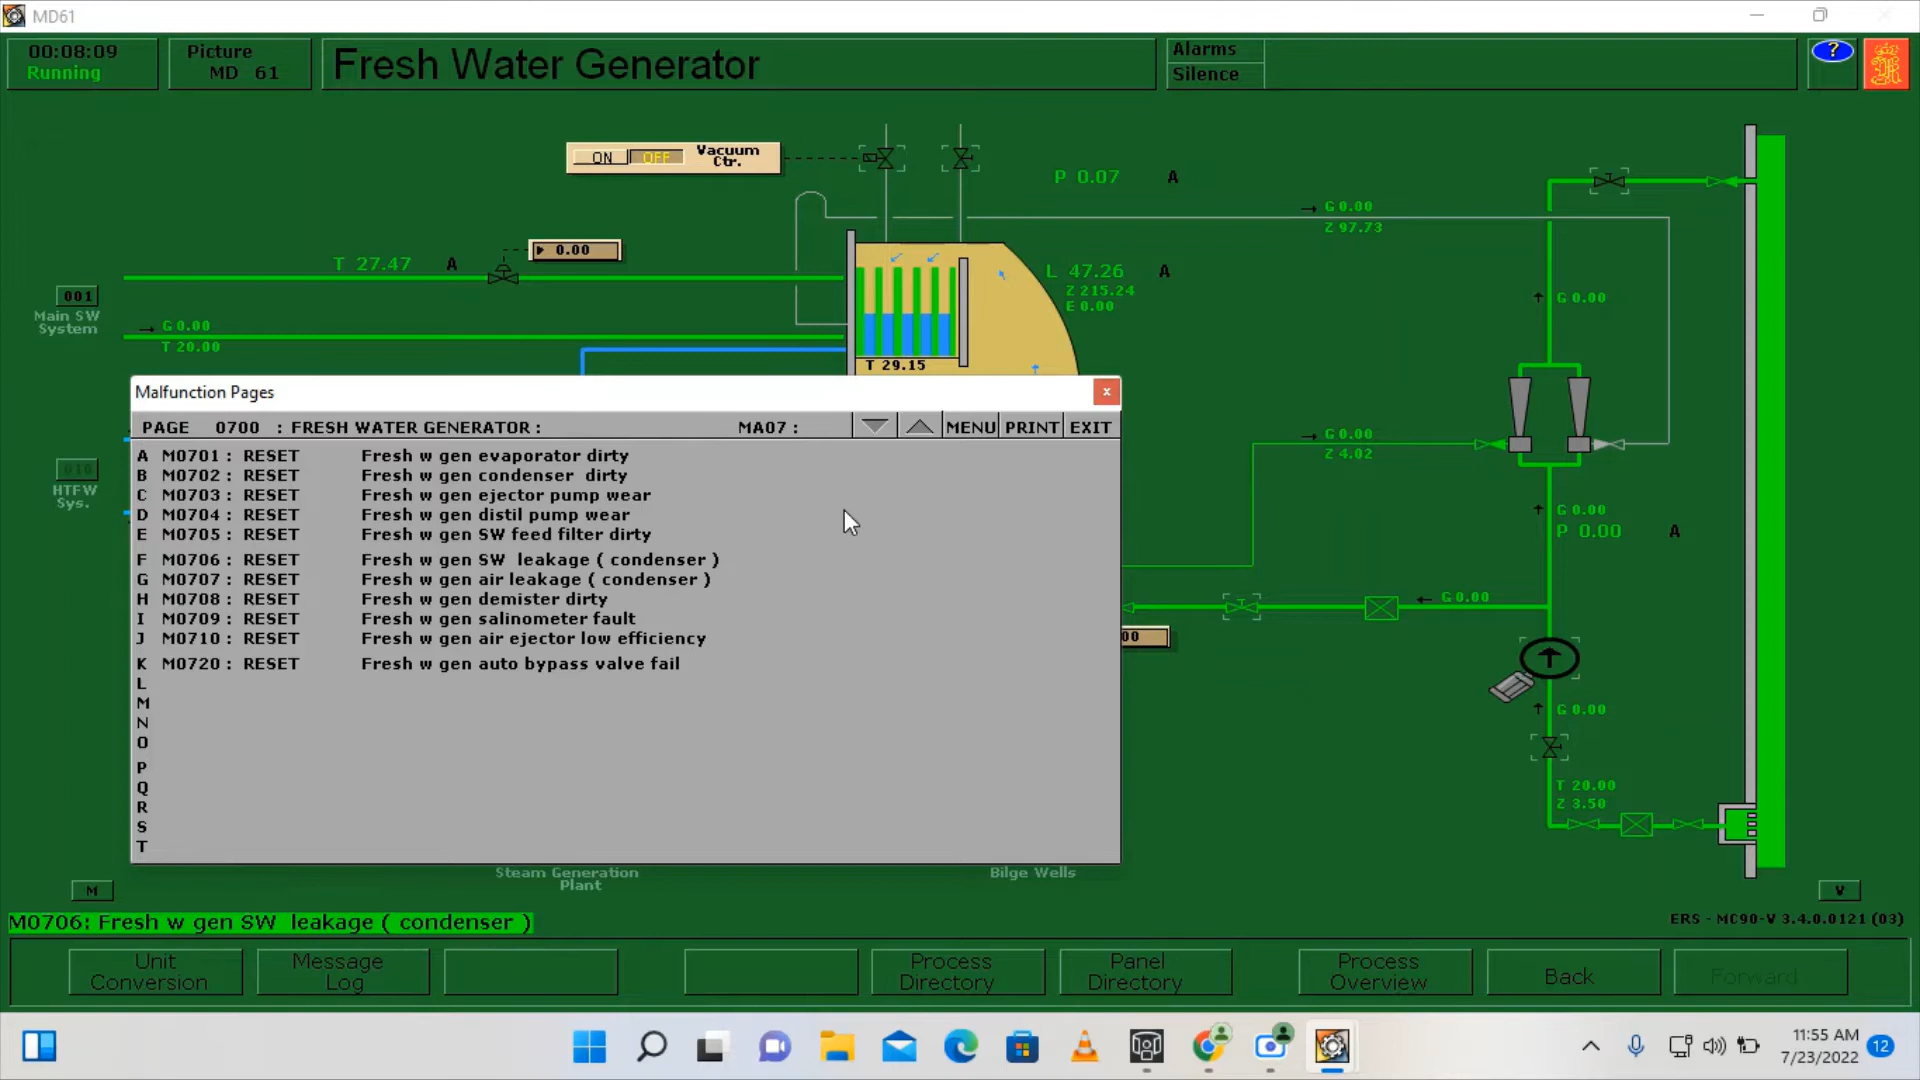 MD61
00:08:09
Running
Picture
MD 61
Fresh Water Generator
Alarms
Silence
?
ON OFF Vacuum Ctr.
P 0.07 A
G 0.00
Z 97.73
0.00
T 27.47 A
L 47.26 A
Z 215.24
E 0.00
G 0.00
001
Main SW
System
G 0.00
T 20.00
T 29.15
Malfunction Pages
x
PAGE 0700 : FRESH WATER GENERATOR : MA07 : MENU PRINT EXIT
A M0701 : RESET Fresh w gen evaporator dirty
B M0702 : RESET Fresh w gen condenser dirty
C M0703 : RESET Fresh w gen ejector pump wear
D M0704 : RESET Fresh w gen distil pump wear
E M0705 : RESET Fresh w gen SW feed filter dirty
F M0706 : RESET Fresh w gen SW leakage ( condenser )
G M0707 : RESET Fresh w gen air leakage ( condenser )
H M0708 : RESET Fresh w gen demister dirty
I M0709 : RESET Fresh w gen salinometer fault
J M0710 : RESET Fresh w gen air ejector low efficiency
K M0720 : RESET Fresh w gen auto bypass valve fail
L
M
N
O
P
Q
R
S
T
010
HTFW
Sys.
G 0.00
Z 4.02
G 0.00
P 0.00 A
G 0.00
00
G 0.00
T 20.00
Z 3.50
Steam Generation
Plant
Bilge Wells
M
V
M0706: Fresh w gen SW leakage ( condenser )
ERS - MC90-V 3.4.0.0121 (03)
Unit
Conversion
Message
Log
Process
Directory
Panel
Directory
Process
Overview
Back
Forward
11:55 AM
7/23/2022
12